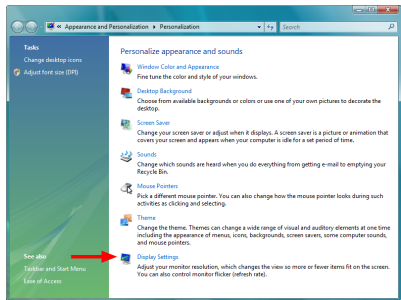 « Appearance and Personalization ▸ Personalization
Search
Tasks
Change desktop icons
Adjust font size (DPI)
Personalize appearance and sounds
Window Color and Appearance
Fine tune the color and style of your windows.
Desktop Background
Choose from available backgrounds or colors or use one of your own pictures to decorate the
desktop.
Screen Saver
Change your screen saver or adjust when it displays. A screen saver is a picture or animation that
covers your screen and appears when your computer is idle for a set period of time.
Sounds
Change which sounds are heard when you do everything from getting e-mail to emptying your
Recycle Bin.
Mouse Pointers
Pick a different mouse pointer. You can also change how the mouse pointer looks during such
activities as clicking and selecting.
Theme
Change the theme. Themes can change a wide range of visual and auditory elements at one time
including the appearance of menus, icons, backgrounds, screen savers, some computer sounds,
and mouse pointers.
Display Settings
Adjust your monitor resolution, which changes the view so more or fewer items fit on the screen.
You can also control monitor flicker (refresh rate).
See also
Taskbar and Start Menu
Ease of Access